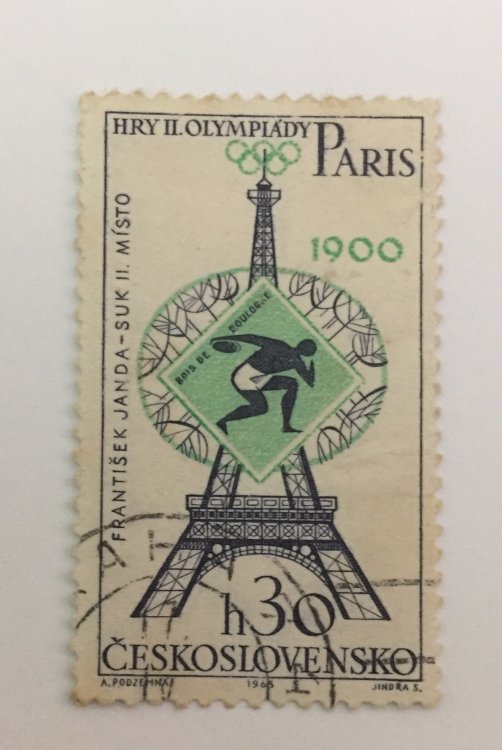 HRY II. OLYMPIÁDY PARIS
1900
FRANTIŠEK JANDA-SUK II. MÍSTO
BOIS DE BOULOGNE
h30
ČESKOSLOVENSKO
A. PODZEMNÁ 1965 JINDRA S.